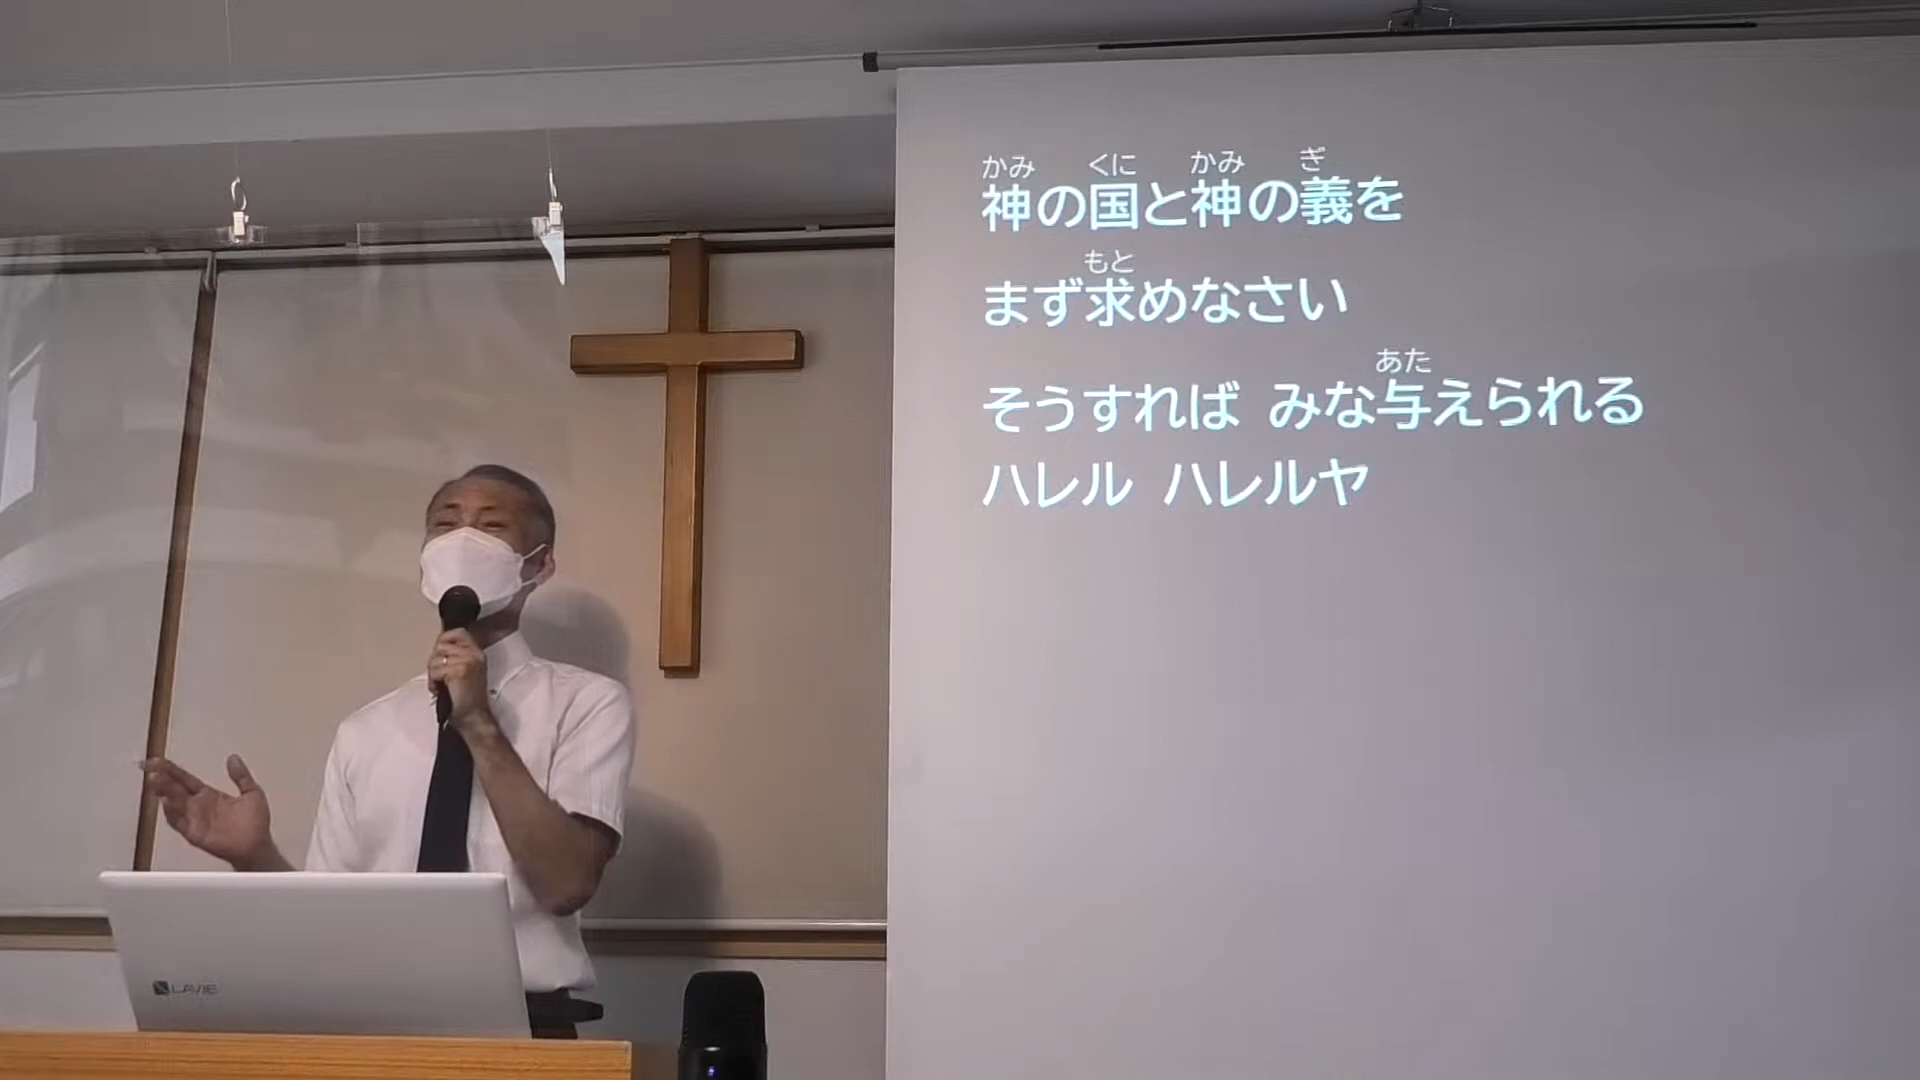 かみ くに かみ ぎ
神の国と神の義を
もと
まず求めなさい
あた
そうすれば みな与えられる
ハレル ハレルヤ
LAVIE